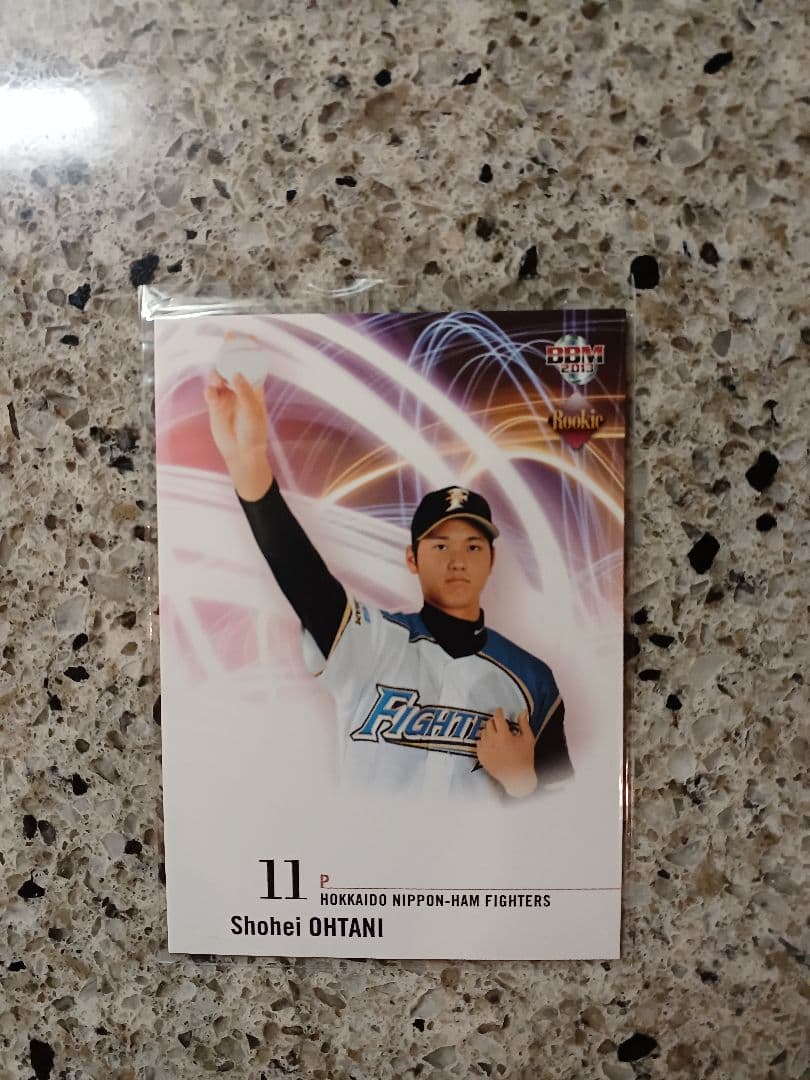 BBM
2013
Rookie
F
FIGHTERS
11 P
HOKKAIDO NIPPON-HAM FIGHTERS
Shohei OHTANI